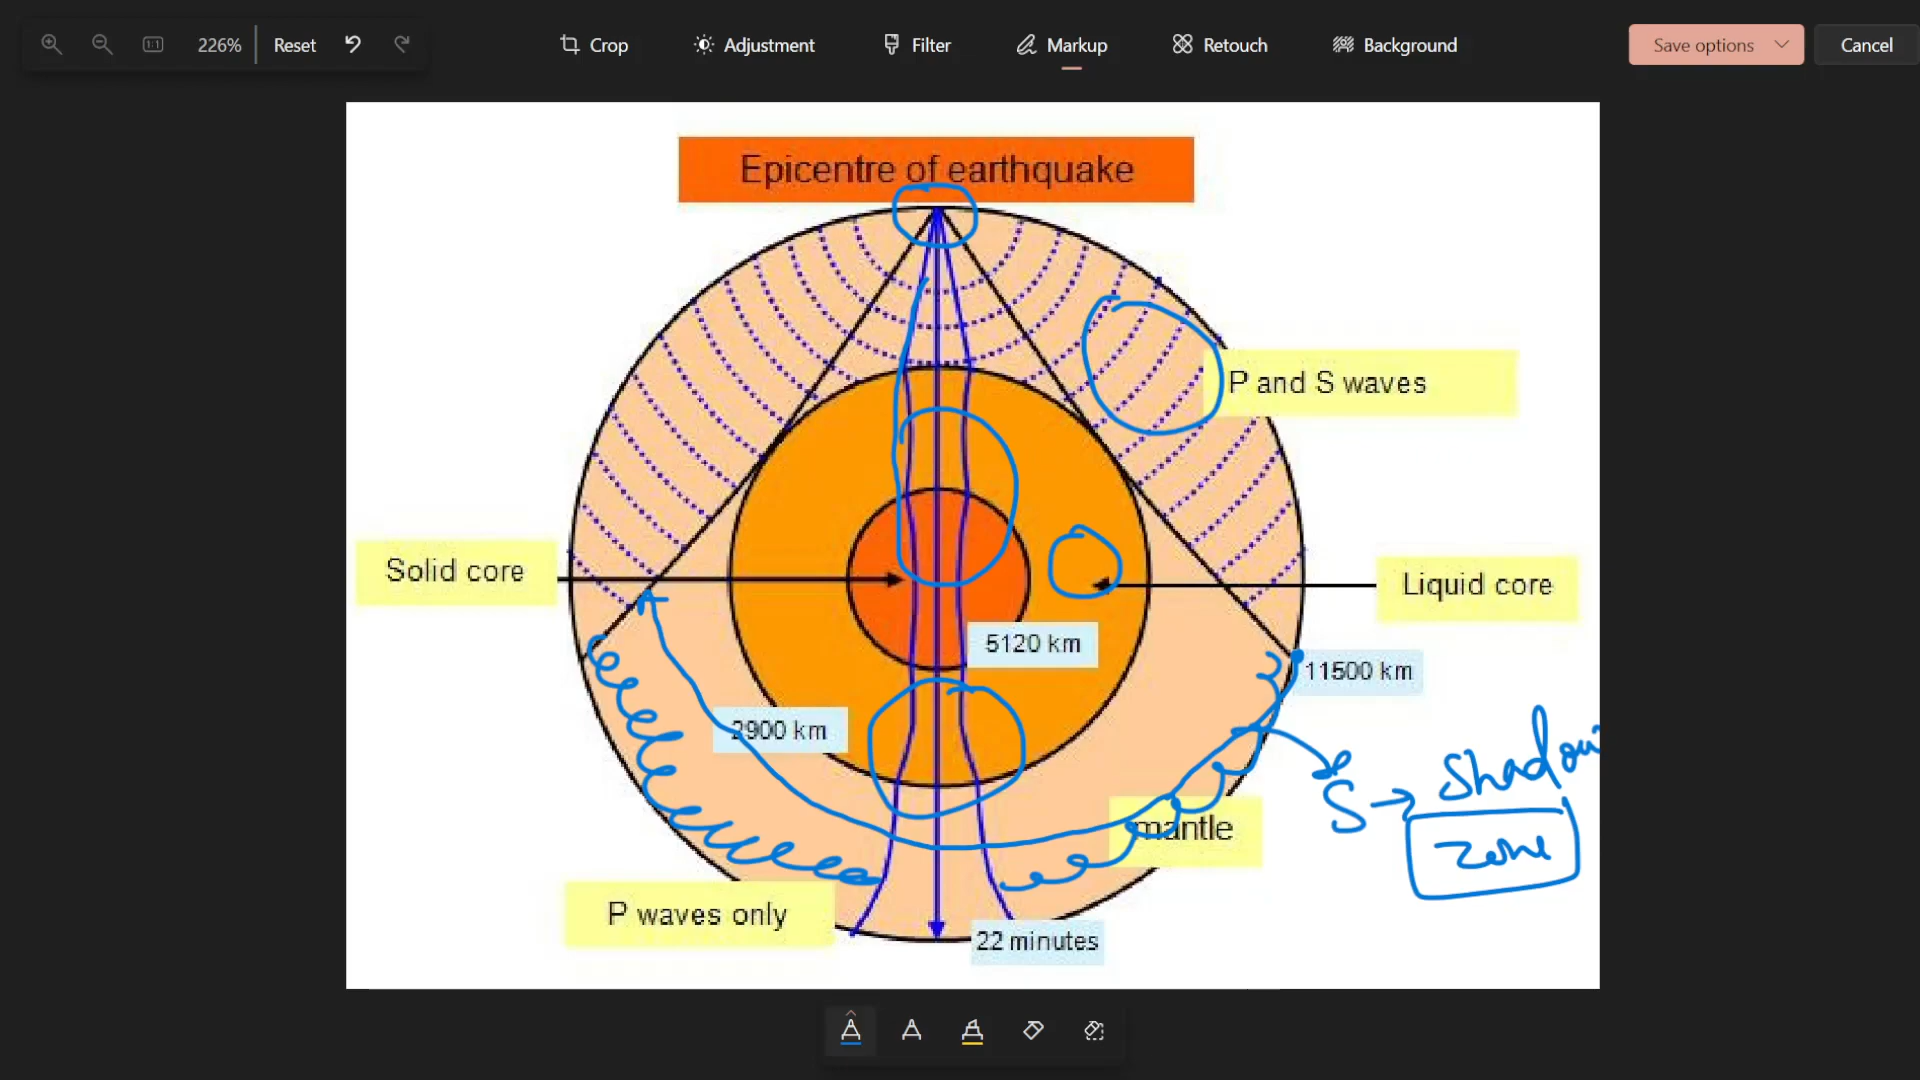 226% Reset Crop Adjustment Filter Markup Retouch Background Save options Cancel
Epicentre of earthquake
P and S waves
Solid core
Liquid core
5120 km
11500 km
2900 km
S → Shadow
Zone
mantle
P waves only
22 minutes